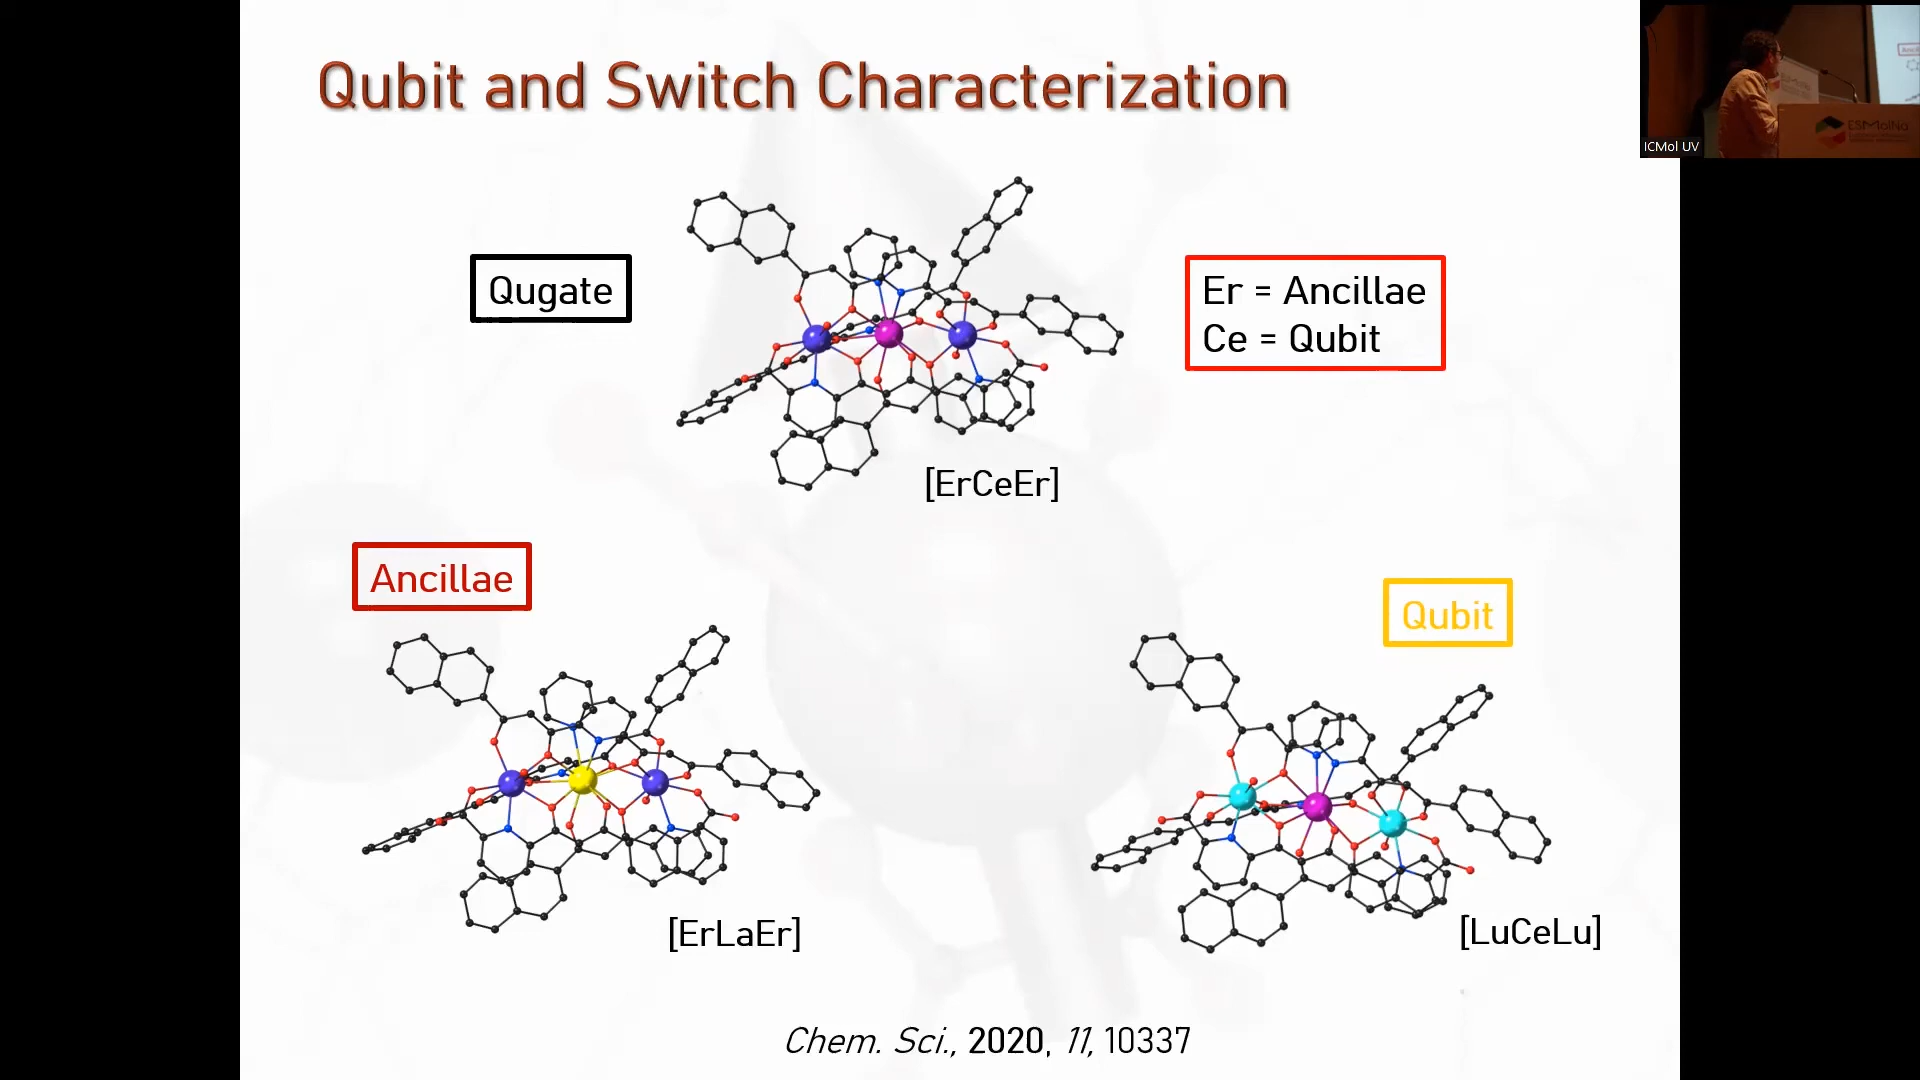 Qubit and Switch Characterization
ICMol UV
ESMolNa
Qugate
Er = Ancillae
Ce = Qubit
[ErCeEr]
Ancillae
Qubit
[ErLaEr]
[LuCeLu]
Chem. Sci., 2020, 11, 10337